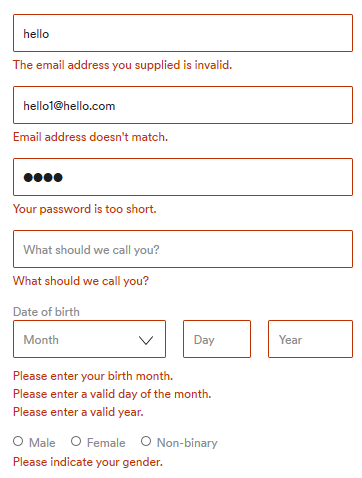 hello
The email address you supplied is invalid.
hello1@hello.com
Email address doesn't match.
●●●●
Your password is too short.
What should we call you?
What should we call you?
Date of birth
Month Day Year
Please enter your birth month.
Please enter a valid day of the month.
Please enter a valid year.
Male Female Non-binary
Please indicate your gender.